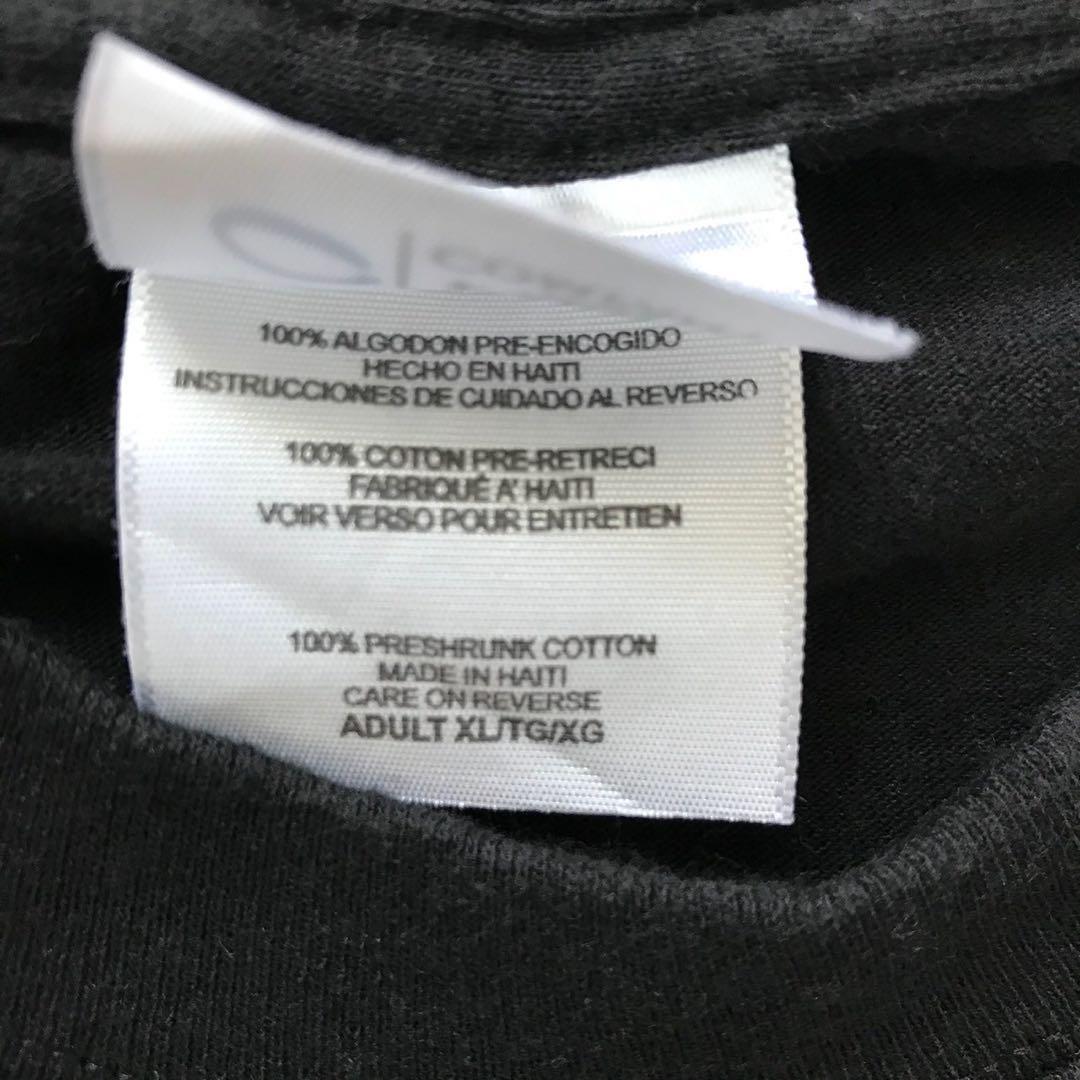 100% ALGODON PRE-ENCOGIDO
HECHO EN HAITI
INSTRUCCIONES DE CUIDADO AL REVERSO
100% COTON PRE-RETRECI
FABRIQUÉ A' HAITI
VOIR VERSO POUR ENTRETIEN
100% PRESHRUNK COTTON
MADE IN HAITI
CARE ON REVERSE
ADULT XL/TG/XG